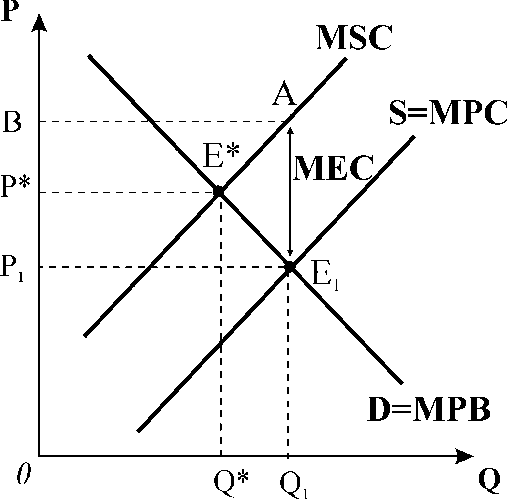 P
MSC
A
S=MPC
B
E*
MEC
P*
P₁
E₁
D=MPB
0
Q*
Q₁
Q